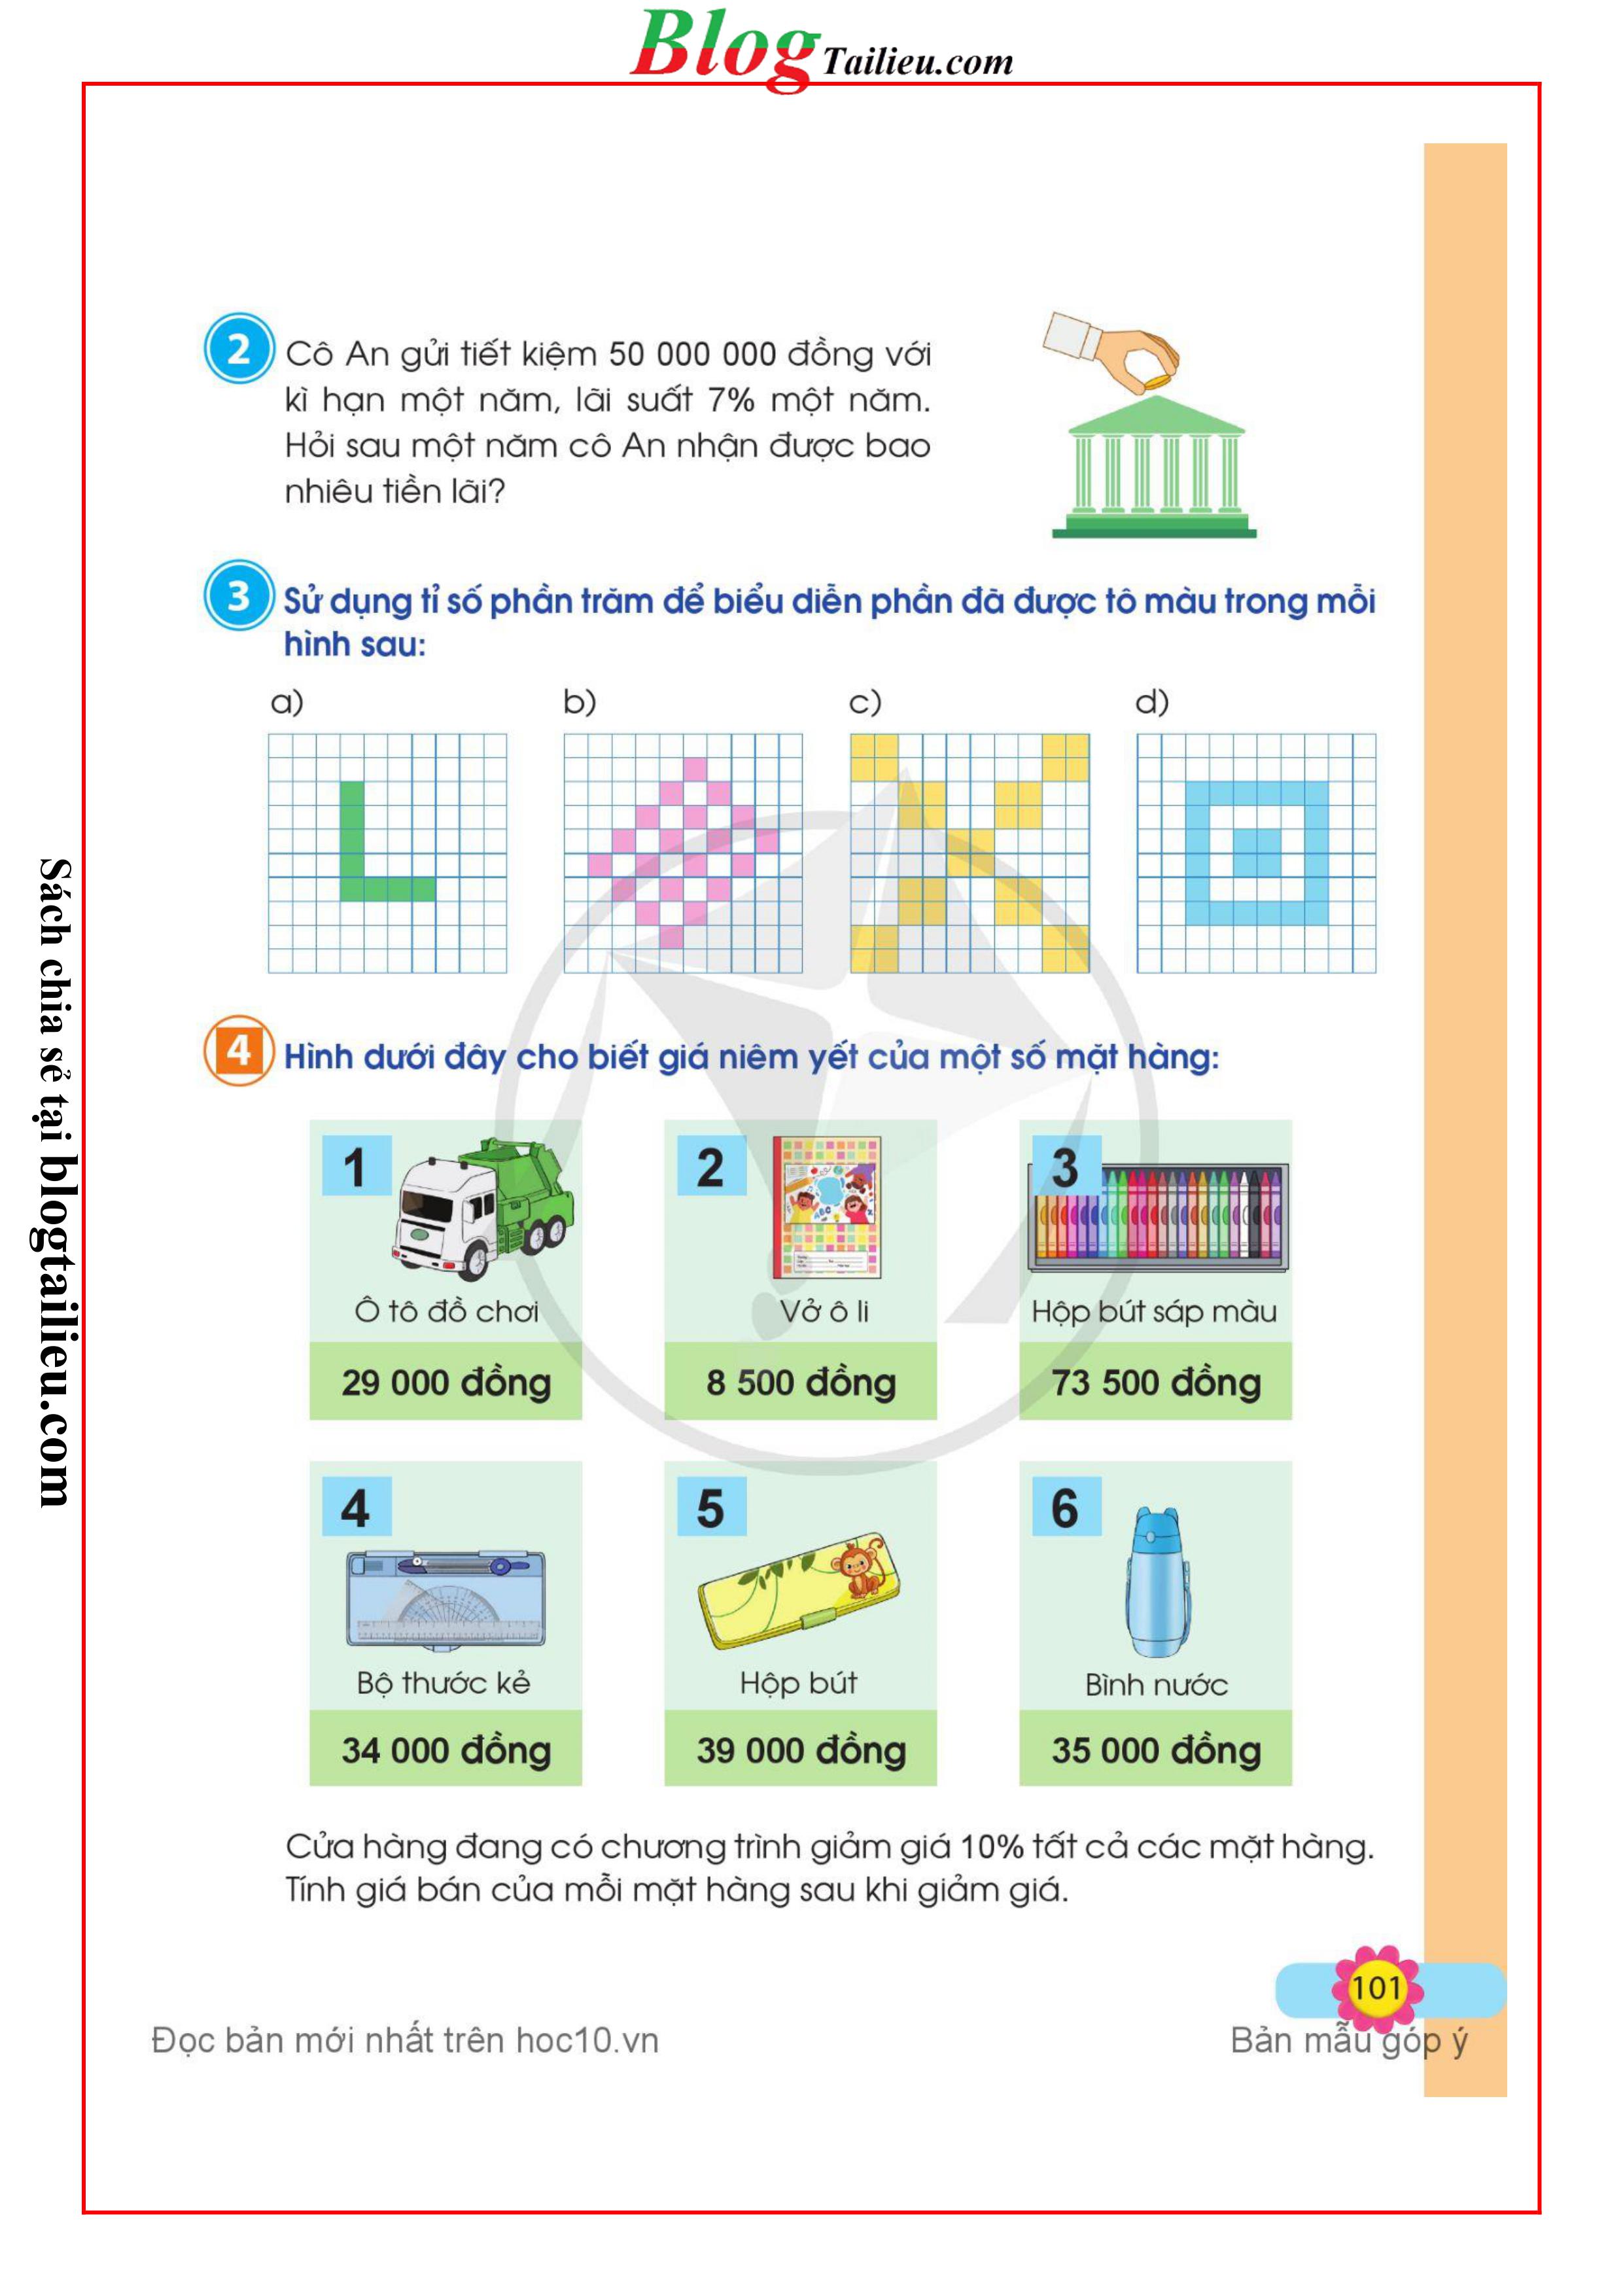 Blog Tailieu.com
Sách chia sẻ tại blogtailieu.com
2 Cô An gửi tiết kiệm 50 000 000 đồng với
kì hạn một năm, lãi suất 7% một năm.
Hỏi sau một năm cô An nhận được bao
nhiêu tiền lãi?
3 Sử dụng tỉ số phần trăm để biểu diễn phần đã được tô màu trong mỗi
hình sau:
a) b) c) d)
4 Hình dưới đây cho biết giá niêm yết của một số mặt hàng:
1 2 3
Ô tô đồ chơi Vở ô li Hộp bút sáp màu
29 000 đồng 8 500 đồng 73 500 đồng
4 5 6
Bộ thước kẻ Hộp bút Bình nước
34 000 đồng 39 000 đồng 35 000 đồng
Cửa hàng đang có chương trình giảm giá 10% tất cả các mặt hàng.
Tính giá bán của mỗi mặt hàng sau khi giảm giá.
101
Đọc bản mới nhất trên hoc10.vn Bản mẫu góp ý